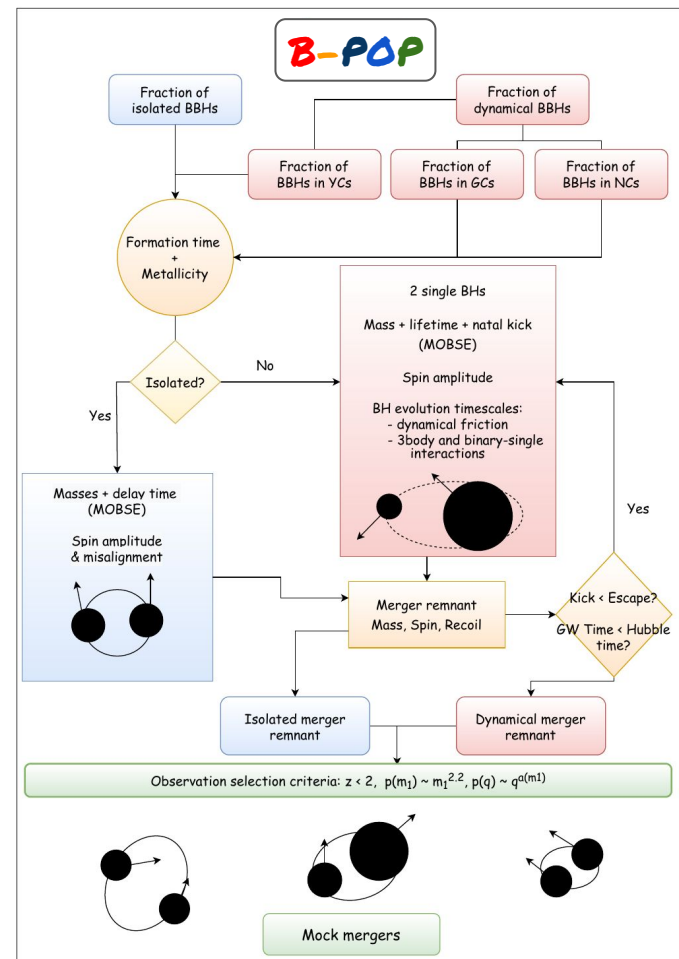 B-POP
Fraction of
isolated BBHs
Fraction of
dynamical BBHs
Fraction of
BBHs in YCs
Fraction of
BBHs in GCs
Fraction of
BBHs in NCs
Formation time
+
Metallicity
Isolated?
No
Yes
2 single BHs
Mass + lifetime + natal kick
(MOBSE)
Spin amplitude
BH evolution timescales:
- dynamical friction
- 3body and binary-single
interactions
Masses + delay time
(MOBSE)
Spin amplitude
& misalignment
Yes
Merger remnant
Mass, Spin, Recoil
Kick < Escape?
GW Time < Hubble
time?
Isolated merger
remnant
Dynamical merger
remnant
Observation selection criteria: z < 2, p(m₁) ~ m₁²·², p(q) ~ q^a(m1)
Mock mergers